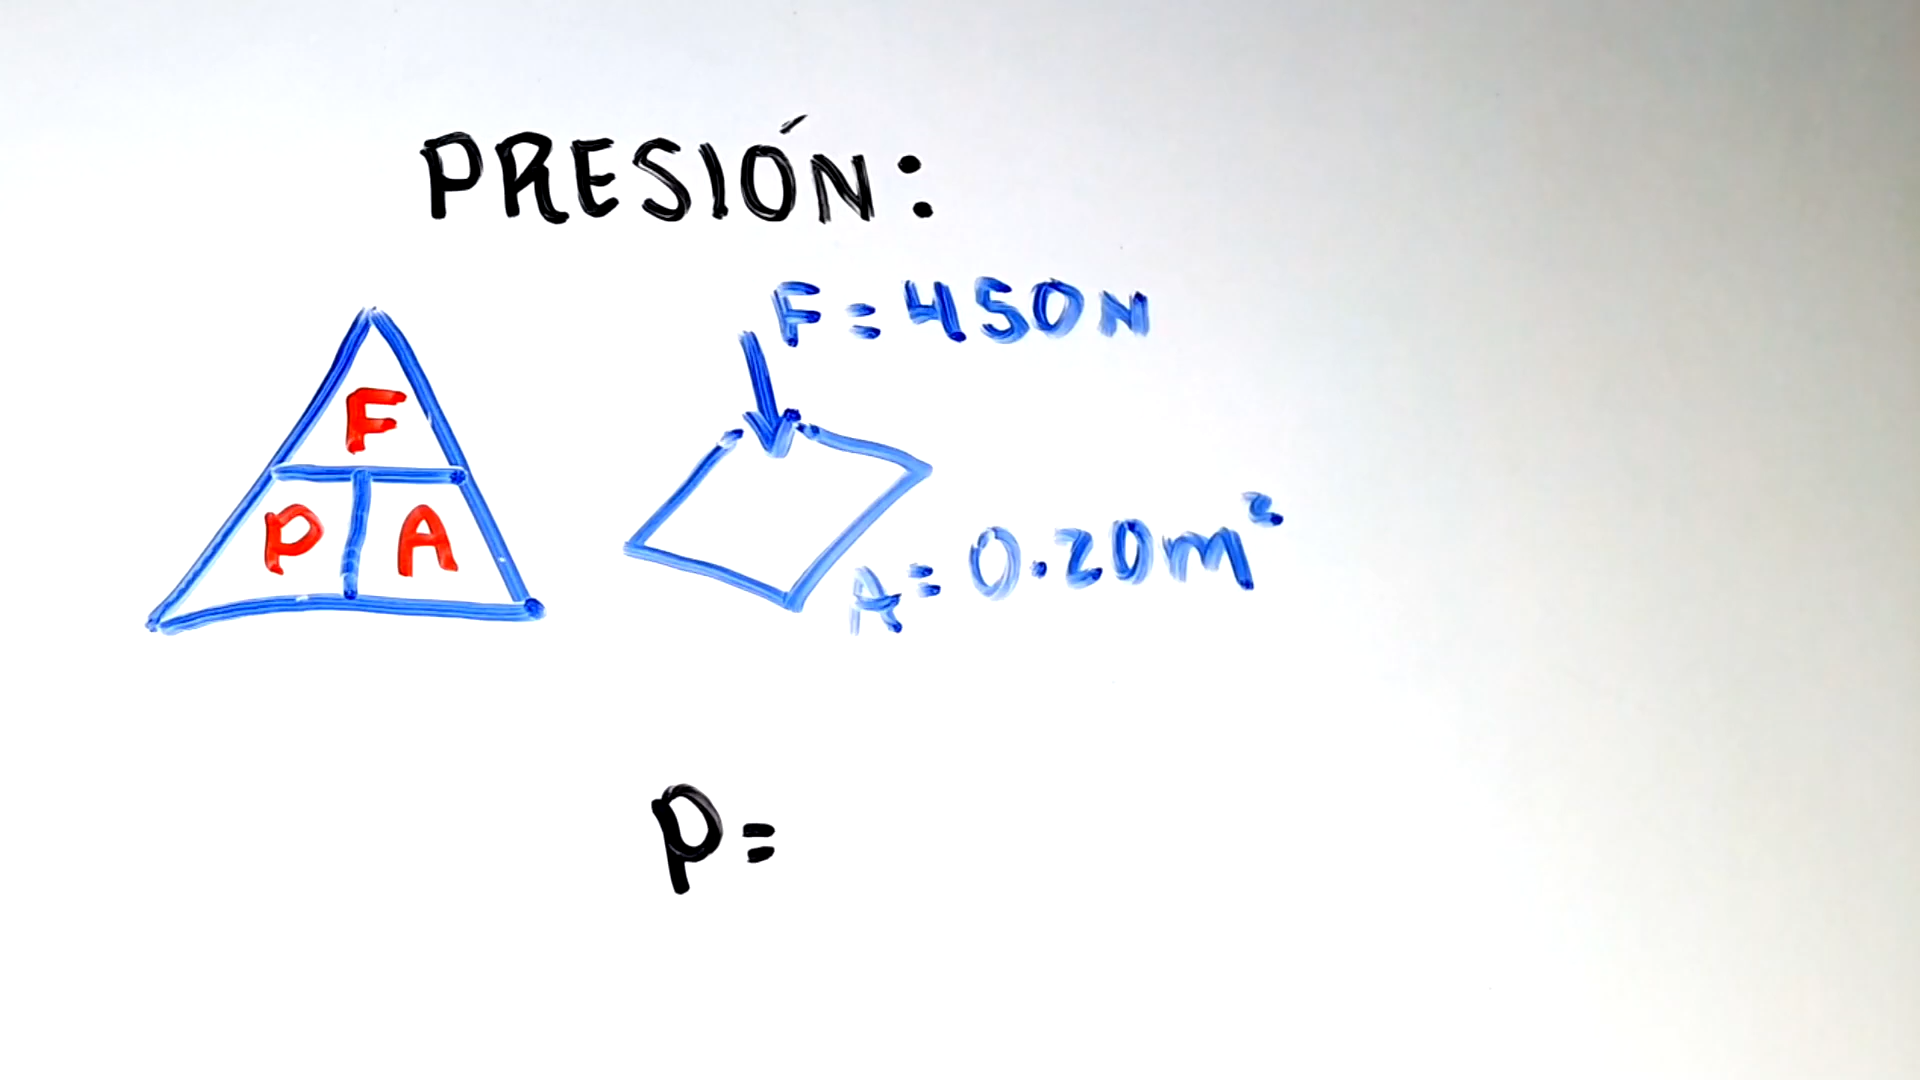 PRESIÓN:
F
P A
F=450N
A=0.20m²
P=